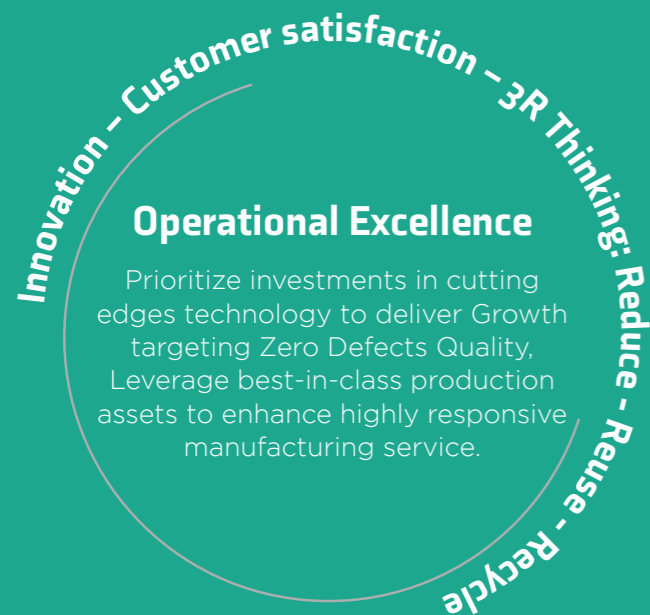 Innovation – Customer satisfaction – 3R Thinking: Reduce - Reuse - Recycle
Operational Excellence
Prioritize investments in cutting
edges technology to deliver Growth
targeting Zero Defects Quality,
Leverage best-in-class production
assets to enhance highly responsive
manufacturing service.